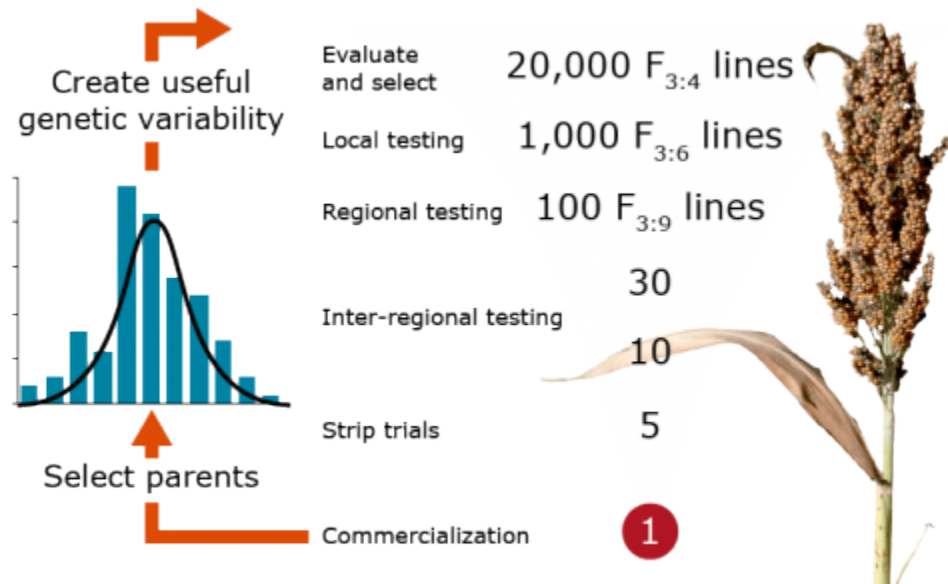 Create useful
genetic variability
Select parents
Evaluate
and select
20,000 F3:4 lines
Local testing
1,000 F3:6 lines
Regional testing
100 F3:9 lines
30
Inter-regional testing
10
Strip trials
5
Commercialization
1